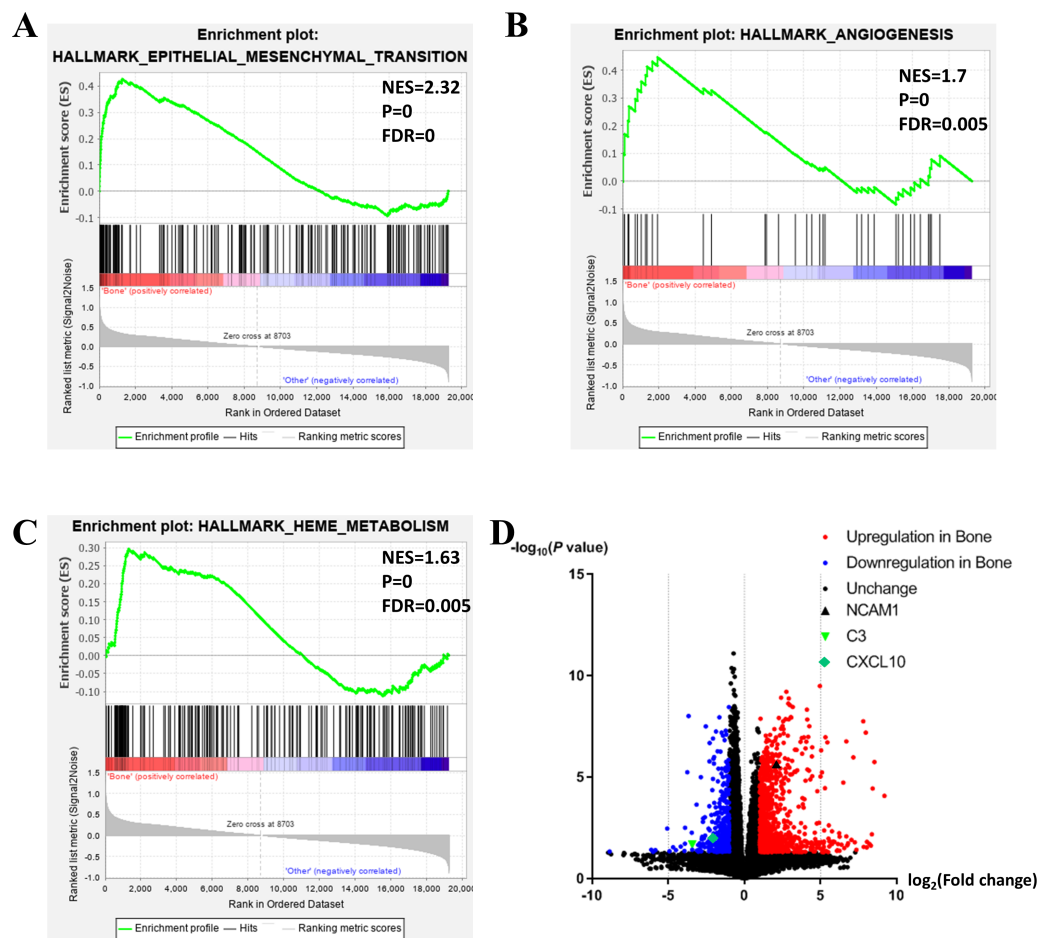 A
Enrichment plot:
HALLMARK_EPITHELIAL_MESENCHYMAL_TRANSITION
NES=2.32
P=0
FDR=0
Enrichment score (ES)
0.4
0.3
0.2
0.1
0.0
-0.1
'Bone' (positively correlated)
Ranked list metric (Signal2Noise)
1.5
1.0
0.5
0.0
-0.5
-1.0
Zero cross at 8703
'Other' (negatively correlated)
0 2,000 4,000 6,000 8,000 10,000 12,000 14,000 16,000 18,000 20,000
Rank in Ordered Dataset
Enrichment profile Hits Ranking metric scores
B
Enrichment plot: HALLMARK_ANGIOGENESIS
NES=1.7
P=0
FDR=0.005
Enrichment score (ES)
0.4
0.3
0.2
0.1
0.0
-0.1
'Bone' (positively correlated)
Ranked list metric (Signal2Noise)
1.5
1.0
0.5
0.0
-0.5
-1.0
Zero cross at 8703
'Other' (negatively correlated)
0 2,000 4,000 6,000 8,000 10,000 12,000 14,000 16,000 18,000 20,000
Rank in Ordered Dataset
Enrichment profile Hits Ranking metric scores
C
Enrichment plot: HALLMARK_HEME_METABOLISM
NES=1.63
P=0
FDR=0.005
Enrichment score (ES)
0.30
0.25
0.20
0.15
0.10
0.05
0.00
-0.05
-0.10
'Bone' (positively correlated)
Ranked list metric (Signal2Noise)
1.5
1.0
0.5
0.0
-0.5
-1.0
Zero cross at 8703
'Other' (negatively correlated)
0 2,000 4,000 6,000 8,000 10,000 12,000 14,000 16,000 18,000 20,000
Rank in Ordered Dataset
Enrichment profile Hits Ranking metric scores
D
-log10(P value)
Upregulation in Bone
Downregulation in Bone
Unchange
NCAM1
C3
CXCL10
15
10
5
0
-10 -5 0 5 10
log2(Fold change)